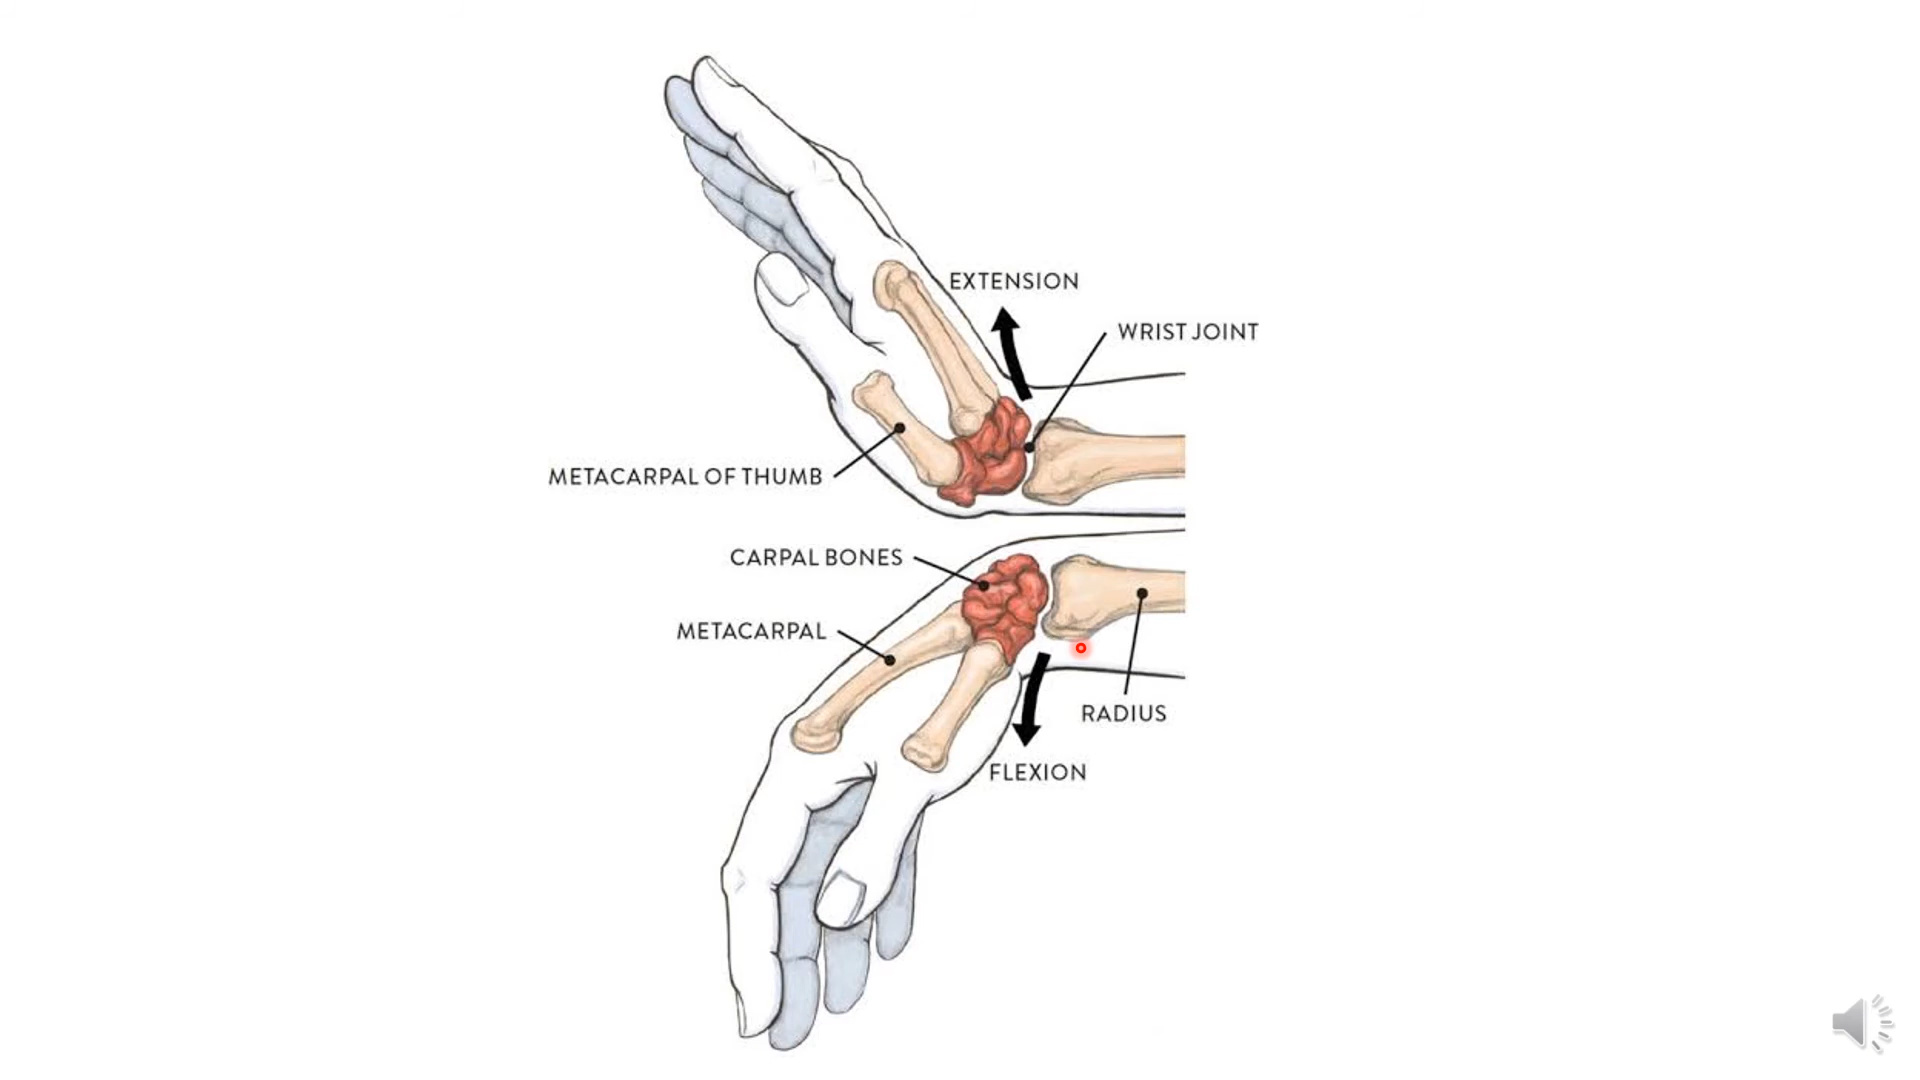 EXTENSION
WRIST JOINT
METACARPAL OF THUMB
CARPAL BONES
METACARPAL
RADIUS
FLEXION